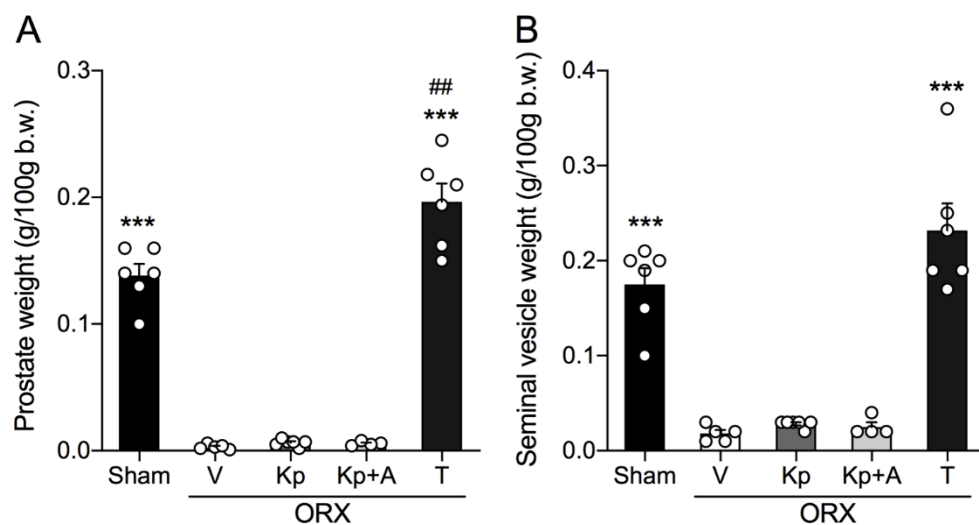 A
Prostate weight (g/100g b.w.)
0.3
0.2
0.1
0.0
***
##
***
Sham
V
Kp
Kp+A
T
ORX
B
Seminal vesicle weight (g/100g b.w.)
0.4
0.3
0.2
0.1
0.0
***
***
Sham
V
Kp
Kp+A
T
ORX